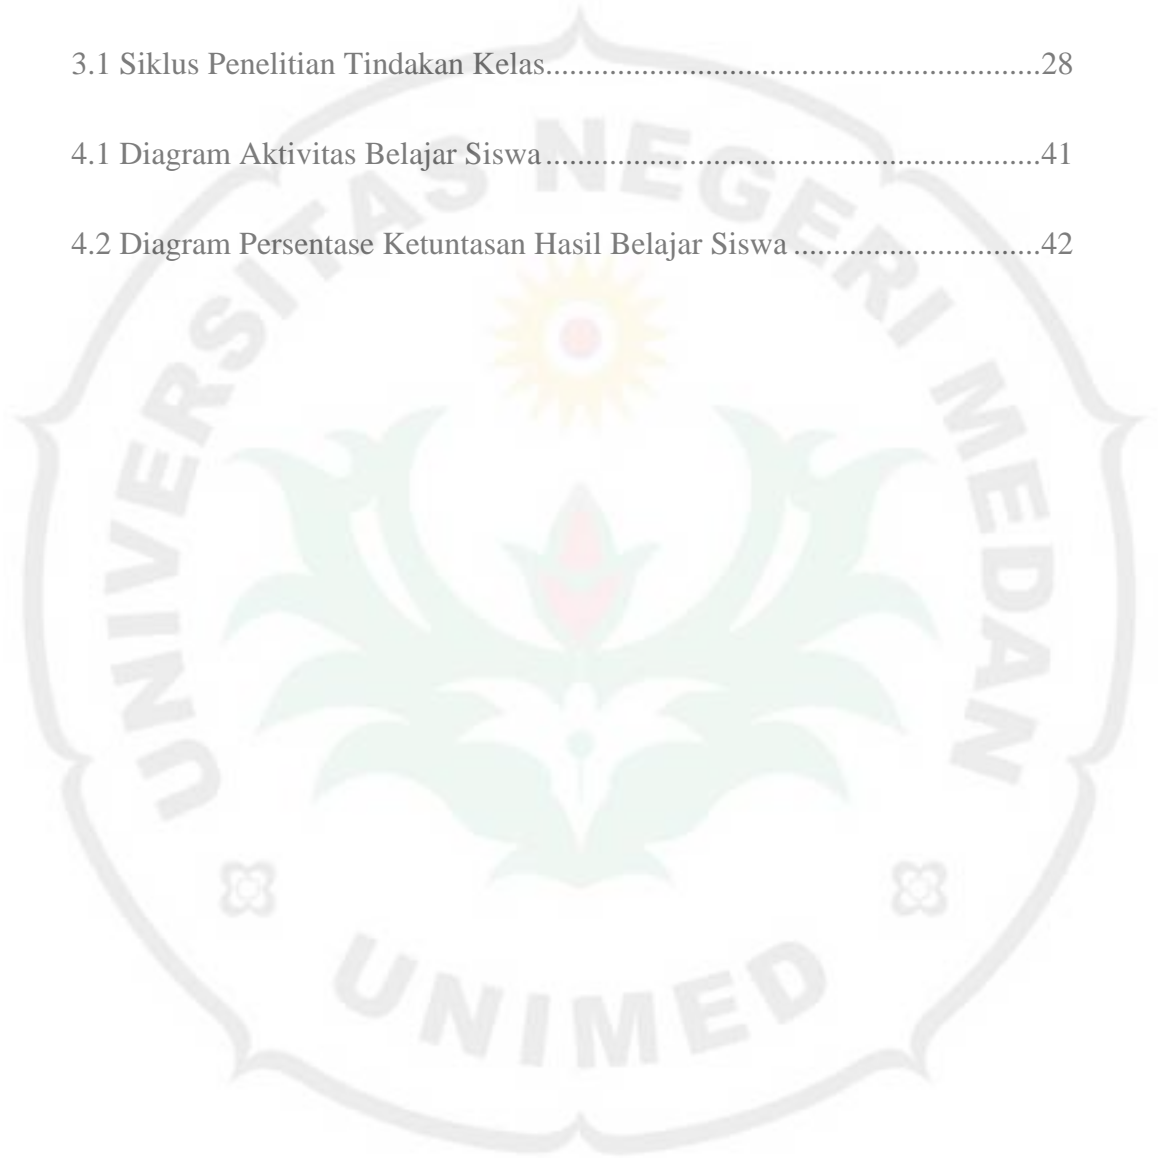 3.1 Siklus Penelitian Tindakan Kelas..............................................................28
4.1 Diagram Aktivitas Belajar Siswa..............................................................41
4.2 Diagram Persentase Ketuntasan Hasil Belajar Siswa...............................42
UNIVERSITAS NEGERI MEDAN
UNIMED